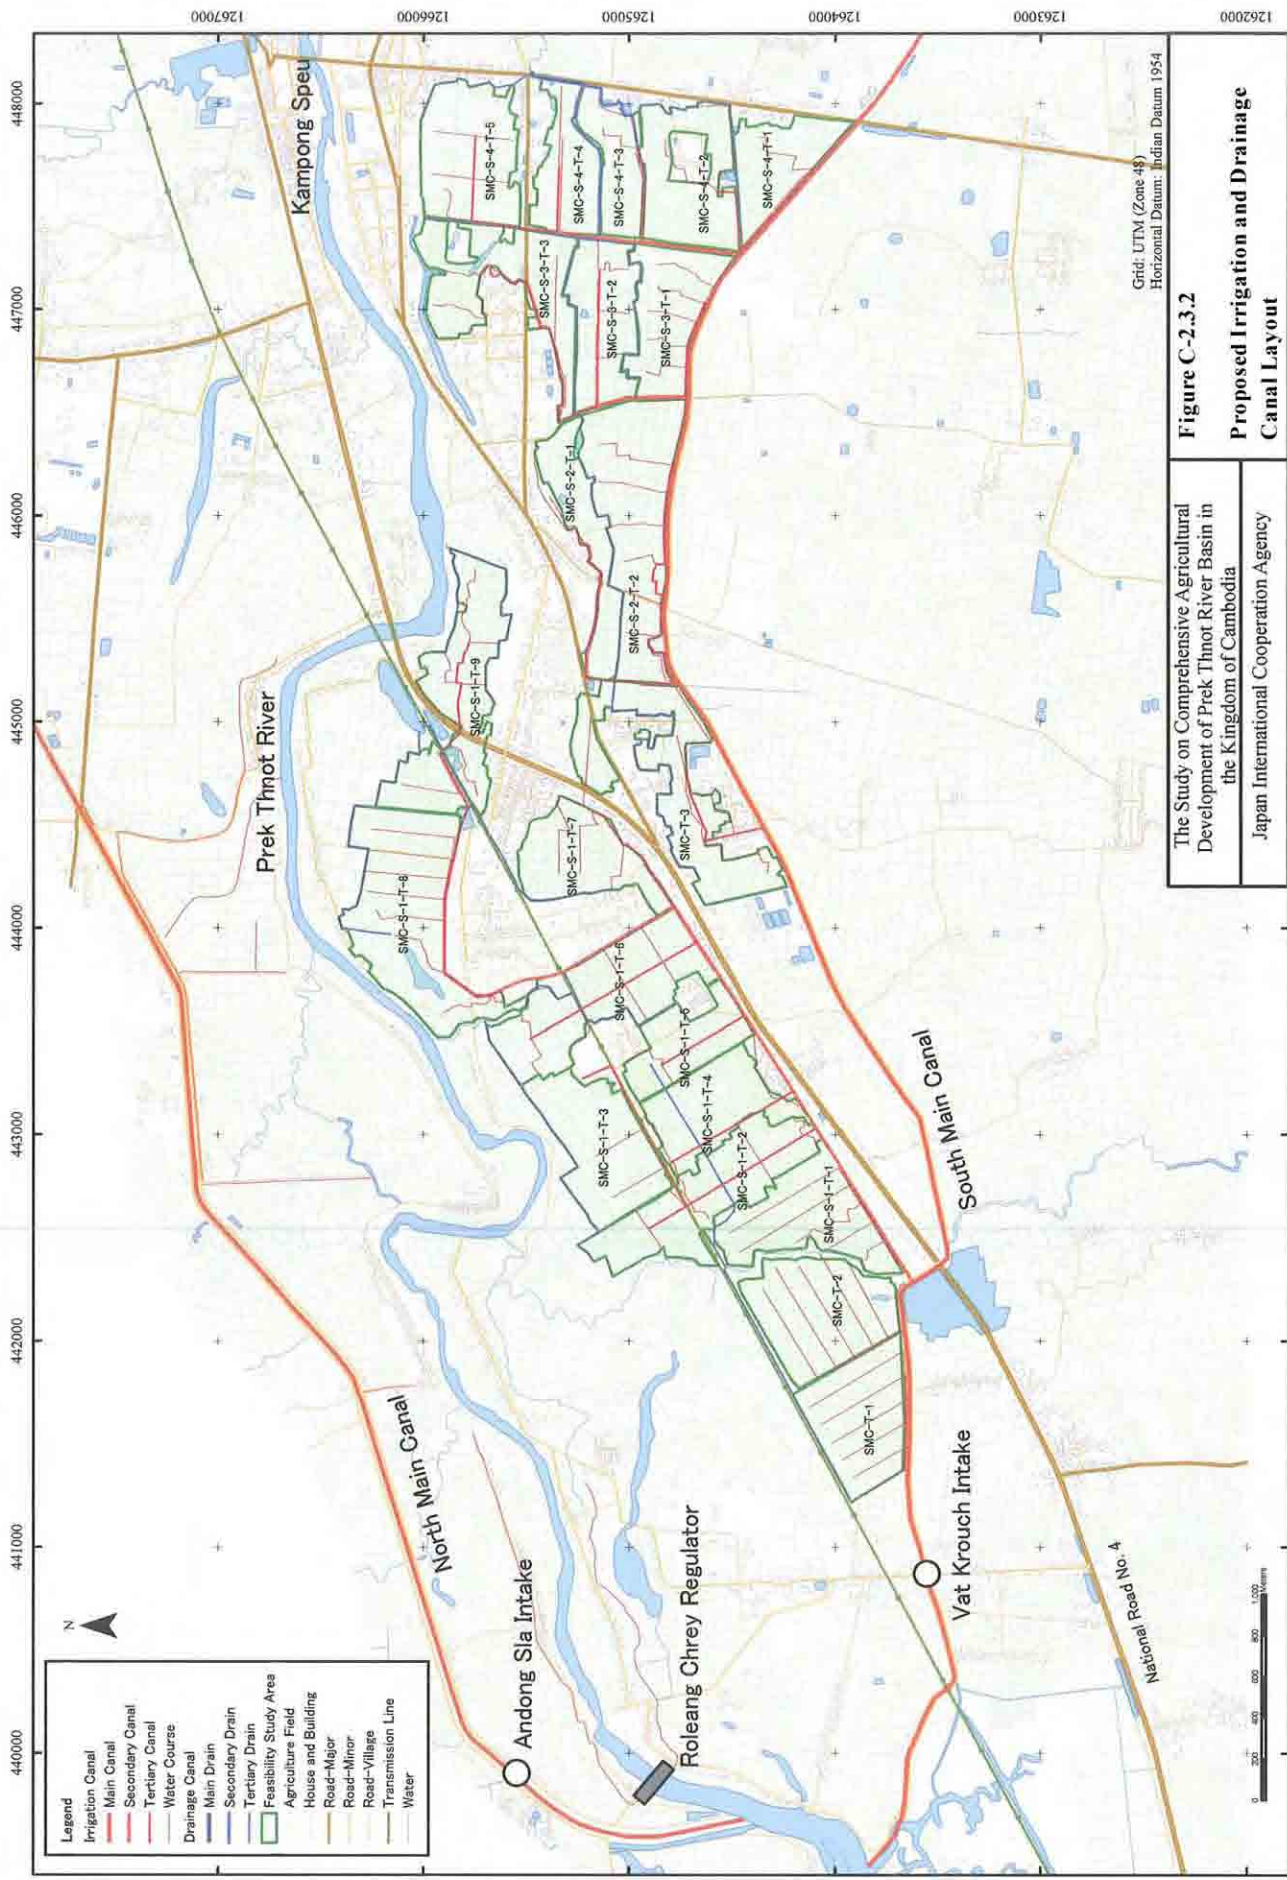 Legend
Irrigation Canal
Main Canal
Secondary Canal
Tertiary Canal
Water Course
Drainage Canal
Main Drain
Secondary Drain
Tertiary Drain
Feasibility Study Area
Agriculture Field
House and Building
Road-Major
Road-Minor
Road-Village
Transmission Line
Water
N
440000
441000
442000
443000
444000
445000
446000
447000
448000
1267000
1266000
1265000
1264000
1263000
1262000
Andong Sla Intake
North Main Canal
Roleang Chrey Regulator
Vat Krouch Intake
National Road No. 4
South Main Canal
Prek Thnot River
Kampong Speu
SMC-T-1
SMC-T-2
SMC-S-1-T-1
SMC-S-1-T-2
SMC-S-1-T-3
SMC-S-1-T-4
SMC-S-1-T-5
SMC-S-1-T-6
SMC-S-1-T-7
SMC-S-1-T-8
SMC-S-1-T-9
SMC-T-3
SMC-S-2-T-1
SMC-S-2-T-2
SMC-S-3-T-3
SMC-S-3-T-2
SMC-S-3-T-1
SMC-S-4-T-5
SMC-S-4-T-4
SMC-S-4-T-3
SMC-S-4-T-2
SMC-S-4-T-1
0 200 400 600 800 1,000
Meters
Grid: UTM (Zone 48)
Horizontal Datum: Indian Datum 1954
The Study on Comprehensive Agricultural
Development of Prek Thnot River Basin in
the Kingdom of Cambodia
Japan International Cooperation Agency
Figure C-2.3.2
Proposed Irrigation and Drainage
Canal Layout